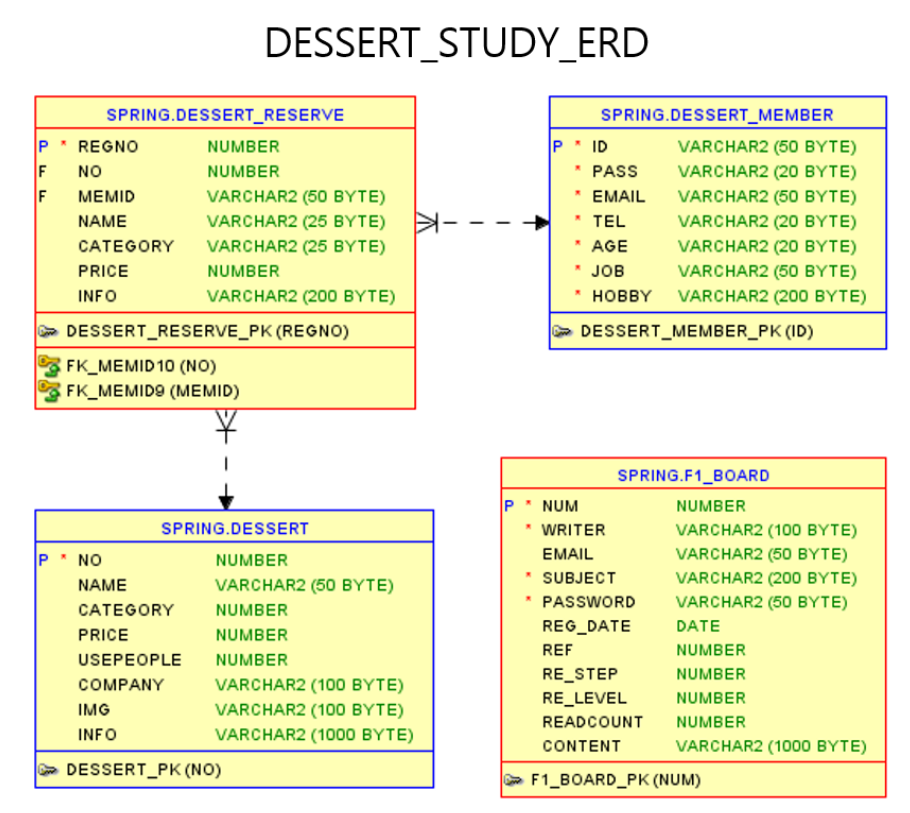 DESSERT_STUDY_ERD
SPRING.DESSERT_RESERVE
P * REGNO NUMBER
F NO NUMBER
F MEMID VARCHAR2 (50 BYTE)
NAME VARCHAR2 (25 BYTE)
CATEGORY VARCHAR2 (25 BYTE)
PRICE NUMBER
INFO VARCHAR2 (200 BYTE)
DESSERT_RESERVE_PK (REGNO)
FK_MEMID10 (NO)
FK_MEMID9 (MEMID)
SPRING.DESSERT_MEMBER
P * ID VARCHAR2 (50 BYTE)
* PASS VARCHAR2 (20 BYTE)
* EMAIL VARCHAR2 (50 BYTE)
* TEL VARCHAR2 (20 BYTE)
* AGE VARCHAR2 (20 BYTE)
* JOB VARCHAR2 (50 BYTE)
* HOBBY VARCHAR2 (200 BYTE)
DESSERT_MEMBER_PK (ID)
SPRING.DESSERT
P * NO NUMBER
NAME VARCHAR2 (50 BYTE)
CATEGORY NUMBER
PRICE NUMBER
USEPEOPLE NUMBER
COMPANY VARCHAR2 (100 BYTE)
IMG VARCHAR2 (100 BYTE)
INFO VARCHAR2 (1000 BYTE)
DESSERT_PK (NO)
SPRING.F1_BOARD
P * NUM NUMBER
* WRITER VARCHAR2 (100 BYTE)
EMAIL VARCHAR2 (50 BYTE)
* SUBJECT VARCHAR2 (200 BYTE)
* PASSWORD VARCHAR2 (50 BYTE)
REG_DATE DATE
REF NUMBER
RE_STEP NUMBER
RE_LEVEL NUMBER
READCOUNT NUMBER
CONTENT VARCHAR2 (1000 BYTE)
F1_BOARD_PK (NUM)